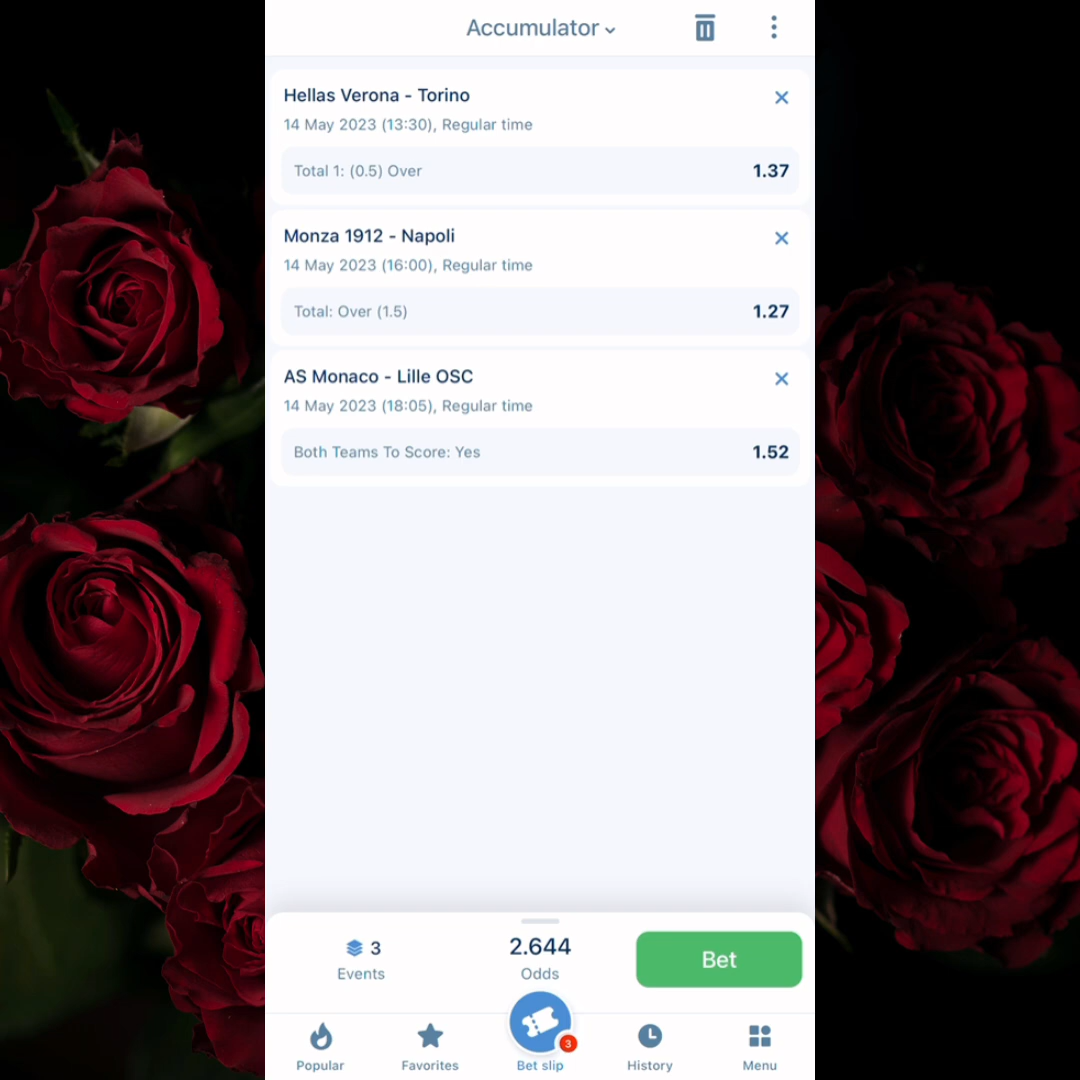 Accumulator
Hellas Verona - Torino
14 May 2023 (13:30), Regular time
Total 1: (0.5) Over 1.37
Monza 1912 - Napoli
14 May 2023 (16:00), Regular time
Total: Over (1.5) 1.27
AS Monaco - Lille OSC
14 May 2023 (18:05), Regular time
Both Teams To Score: Yes 1.52
3 2.644 Bet
Events Odds
3
Popular Favorites Bet slip History Menu